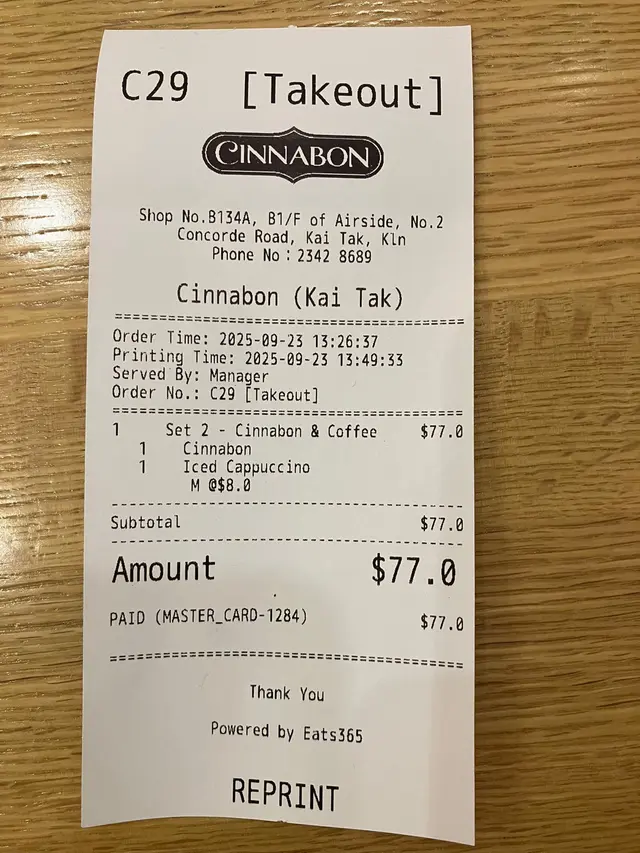 C29 [Takeout]
CINNABON
Shop No.B134A, B1/F of Airside, No.2
Concorde Road, Kai Tak, Kln
Phone No：2342 8689
Cinnabon (Kai Tak)
Order Time: 2025-09-23 13:26:37
Printing Time: 2025-09-23 13:49:33
Served By: Manager
Order No.: C29 [Takeout]
1 Set 2 - Cinnabon & Coffee $77.0
1 Cinnabon
1 Iced Cappuccino
M @$8.0
Subtotal $77.0
Amount $77.0
PAID (MASTER_CARD-1284) $77.0
Thank You
Powered by Eats365
REPRINT